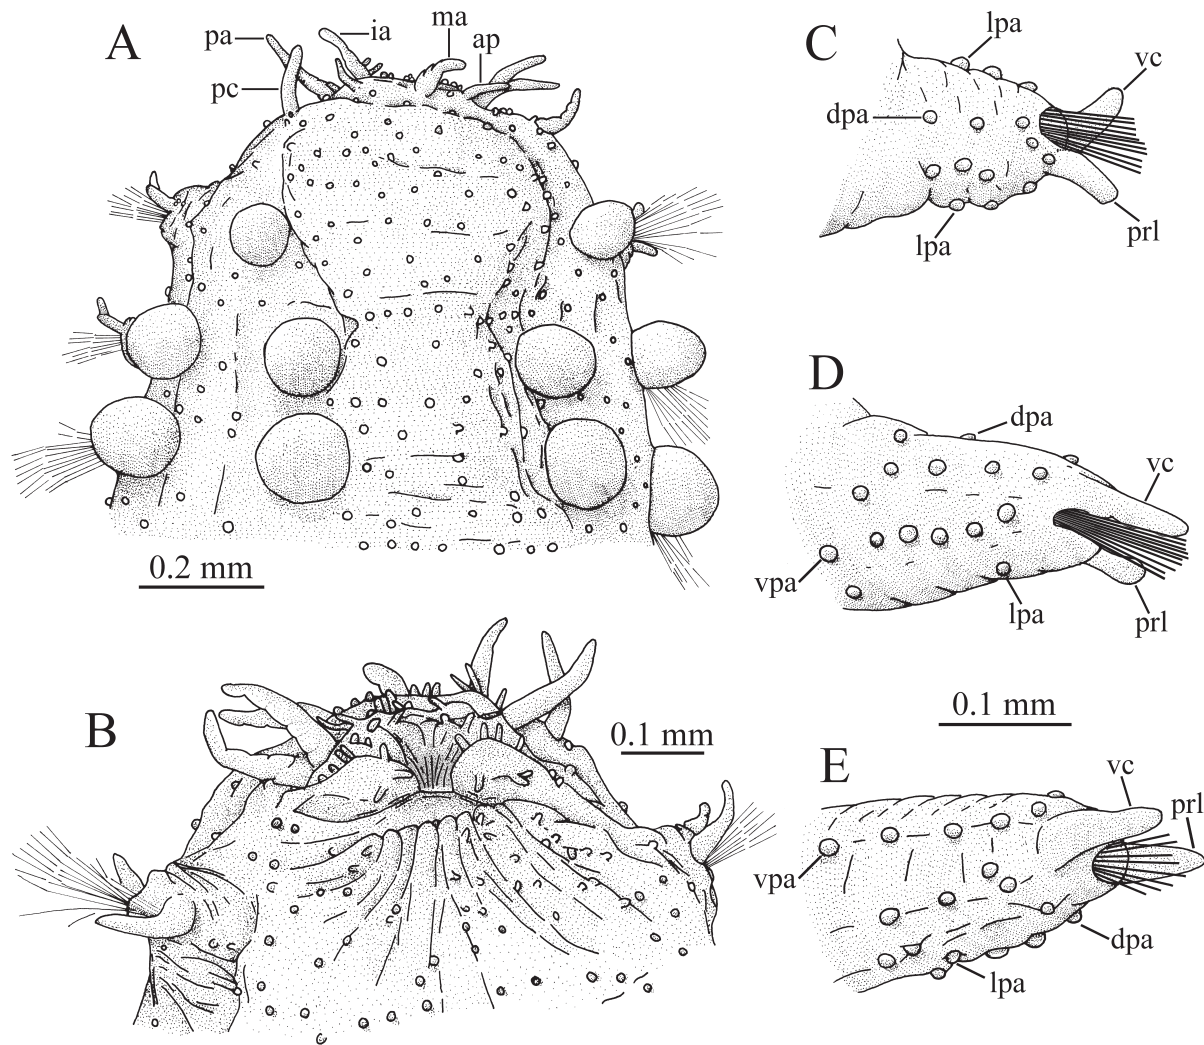 A
pa
ia
ma
ap
pc
0.2 mm
B
0.1 mm
C
lpa
vc
dpa
lpa
prl
D
dpa
vc
vpa
lpa
prl
0.1 mm
E
vc
prl
vpa
dpa
lpa